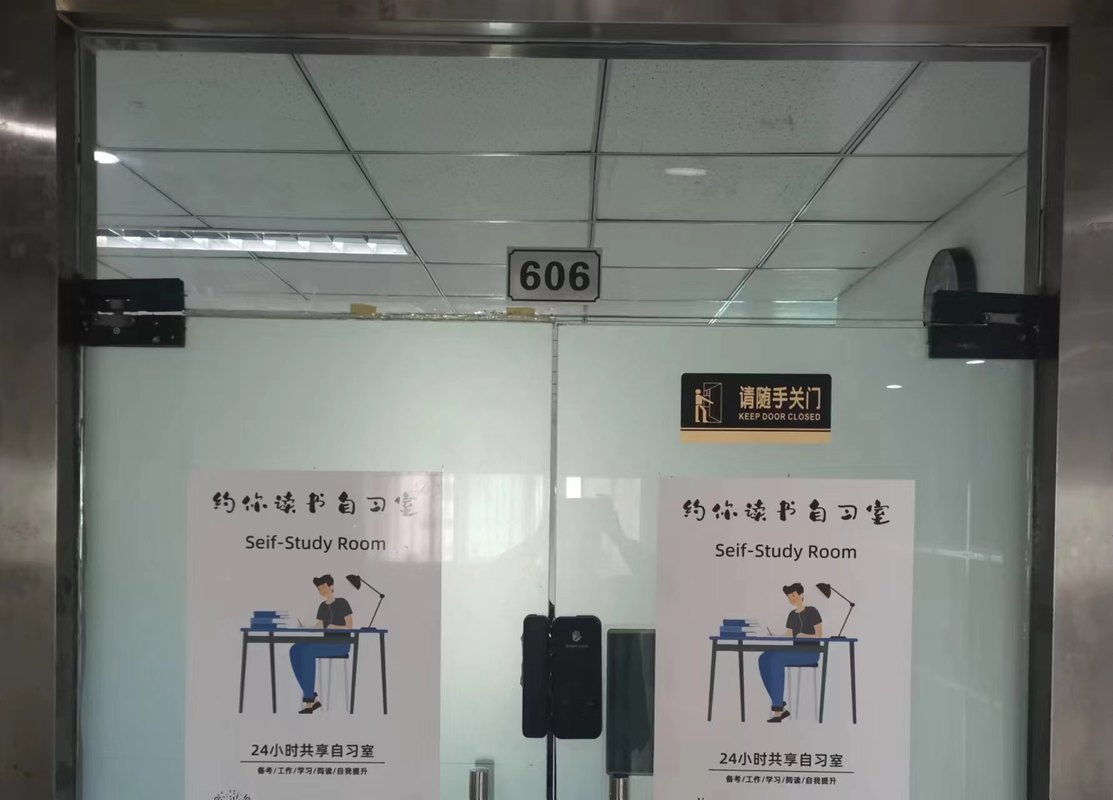 606
请随手关门
KEEP DOOR CLOSED
约你读书自习室
Seif-Study Room
24小时共享自习室
备考/工作/学习/阅读/自我提升
约你读书自习室
Seif-Study Room
24小时共享自习室
备考/工作/学习/阅读/自我提升